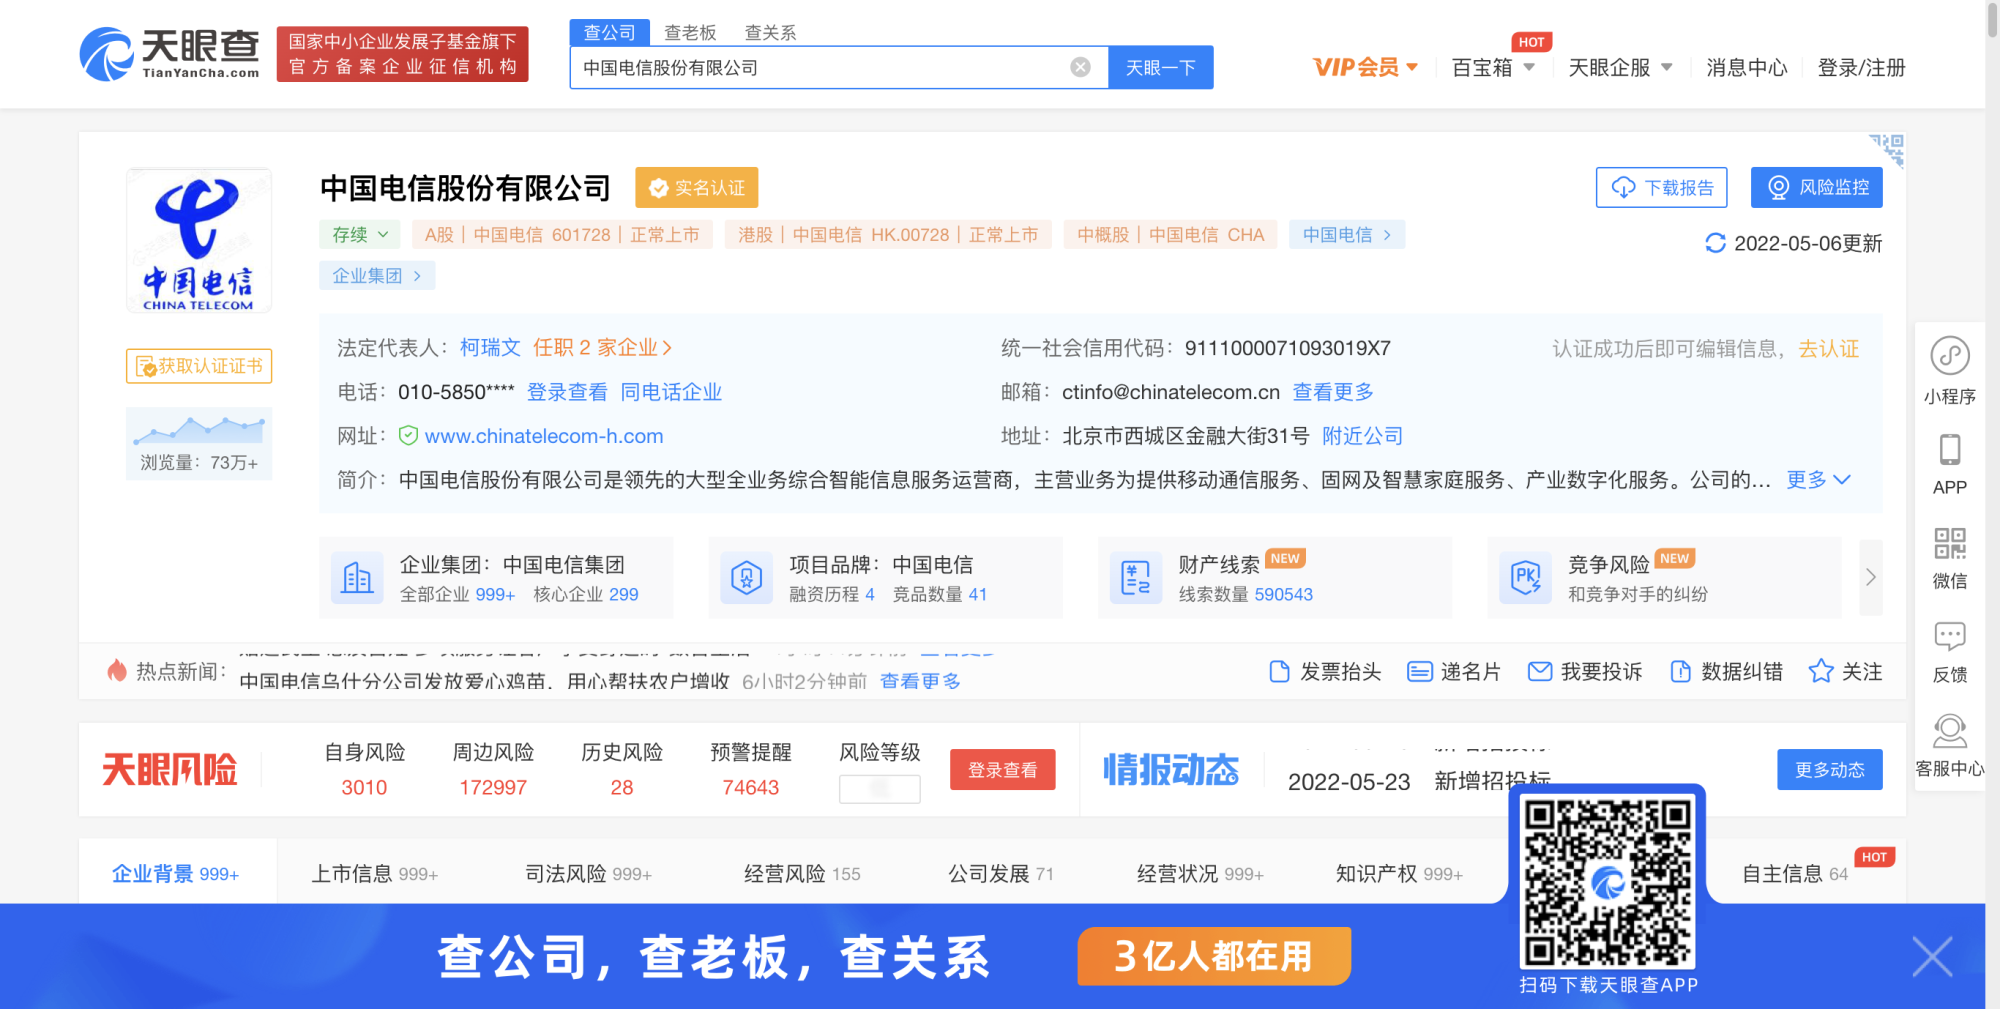 天眼查
TianYanCha.com
国家中小企业发展子基金旗下
官方备案企业征信机构
查公司 查老板 查关系
中国电信股份有限公司
天眼一下
VIP会员
百宝箱
HOT
天眼企服
消息中心
登录/注册
中国电信
CHINA TELECOM
中国电信股份有限公司
实名认证
下载报告
风险监控
存续
A股 | 中国电信 601728 | 正常上市
港股 | 中国电信 HK.00728 | 正常上市
中概股 | 中国电信 CHA
中国电信 >
2022-05-06更新
企业集团 >
获取认证证书
浏览量：73万+
法定代表人：柯瑞文 任职 2 家企业 >
统一社会信用代码：9111000071093019X7
认证成功后即可编辑信息，去认证
电话：010-5850**** 登录查看 同电话企业
邮箱：ctinfo@chinatelecom.cn 查看更多
网址：www.chinatelecom-h.com
地址：北京市西城区金融大街31号 附近公司
简介：中国电信股份有限公司是领先的大型全业务综合智能信息服务运营商，主营业务为提供移动通信服务、固网及智慧家庭服务、产业数字化服务。公司的... 更多
企业集团：中国电信集团
全部企业 999+ 核心企业 299
项目品牌：中国电信
融资历程 4 竞品数量 41
财产线索 NEW
线索数量 590543
PK
竞争风险 NEW
和竞争对手的纠纷
热点新闻：
中国电信乌什分公司发放爱心鸡苗，用心帮扶农户增收 6小时2分钟前 查看更多
发票抬头
递名片
我要投诉
数据纠错
关注
天眼风险
自身风险
3010
周边风险
172997
历史风险
28
预警提醒
74643
风险等级
登录查看
情报动态
2022-05-23 新增招投标
更多动态
企业背景 999+
上市信息 999+
司法风险 999+
经营风险 155
公司发展 71
经营状况 999+
知识产权 999+
自主信息 64
HOT
小程序
APP
微信
反馈
客服中心
查公司，查老板，查关系
3亿人都在用
扫码下载天眼查APP